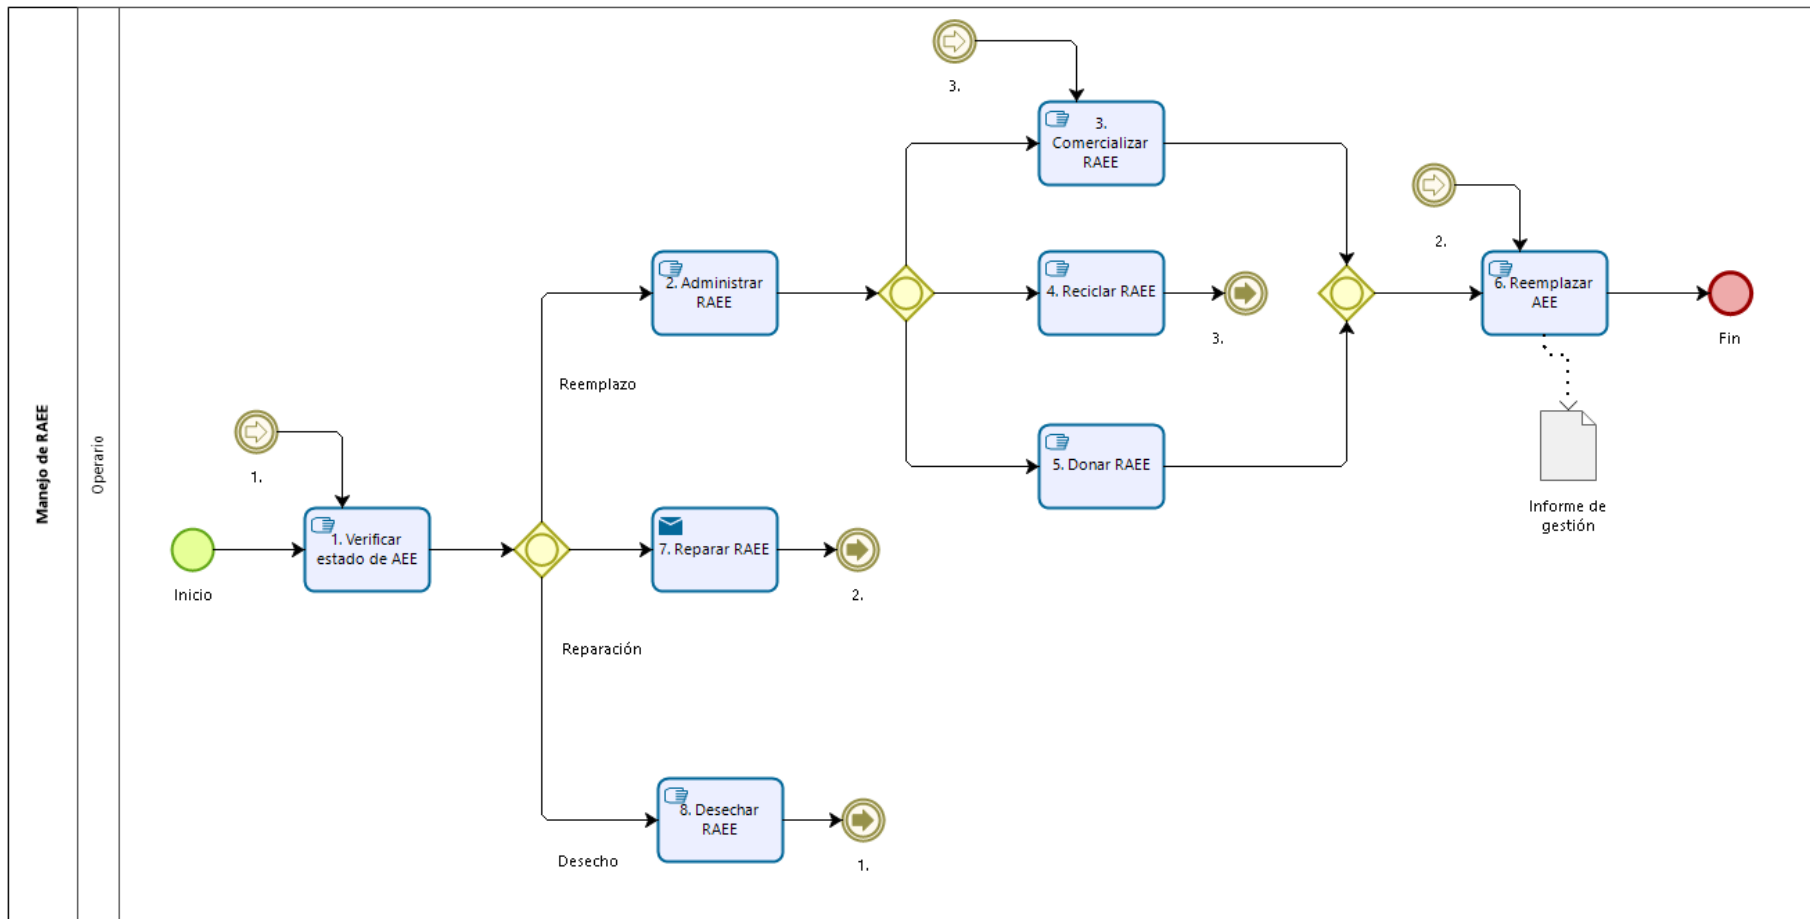 Manejo de RAEE
Operario
3.
3.
Comercializar
RAEE
2.
2. Administrar
RAEE
4. Reciclar RAEE
3.
6. Reemplazar
AEE
Fin
Reemplazo
1.
5. Donar RAEE
Informe de
gestión
Inicio
1. Verificar
estado de AEE
7. Reparar RAEE
2.
Reparación
8. Desechar
RAEE
Desecho
1.